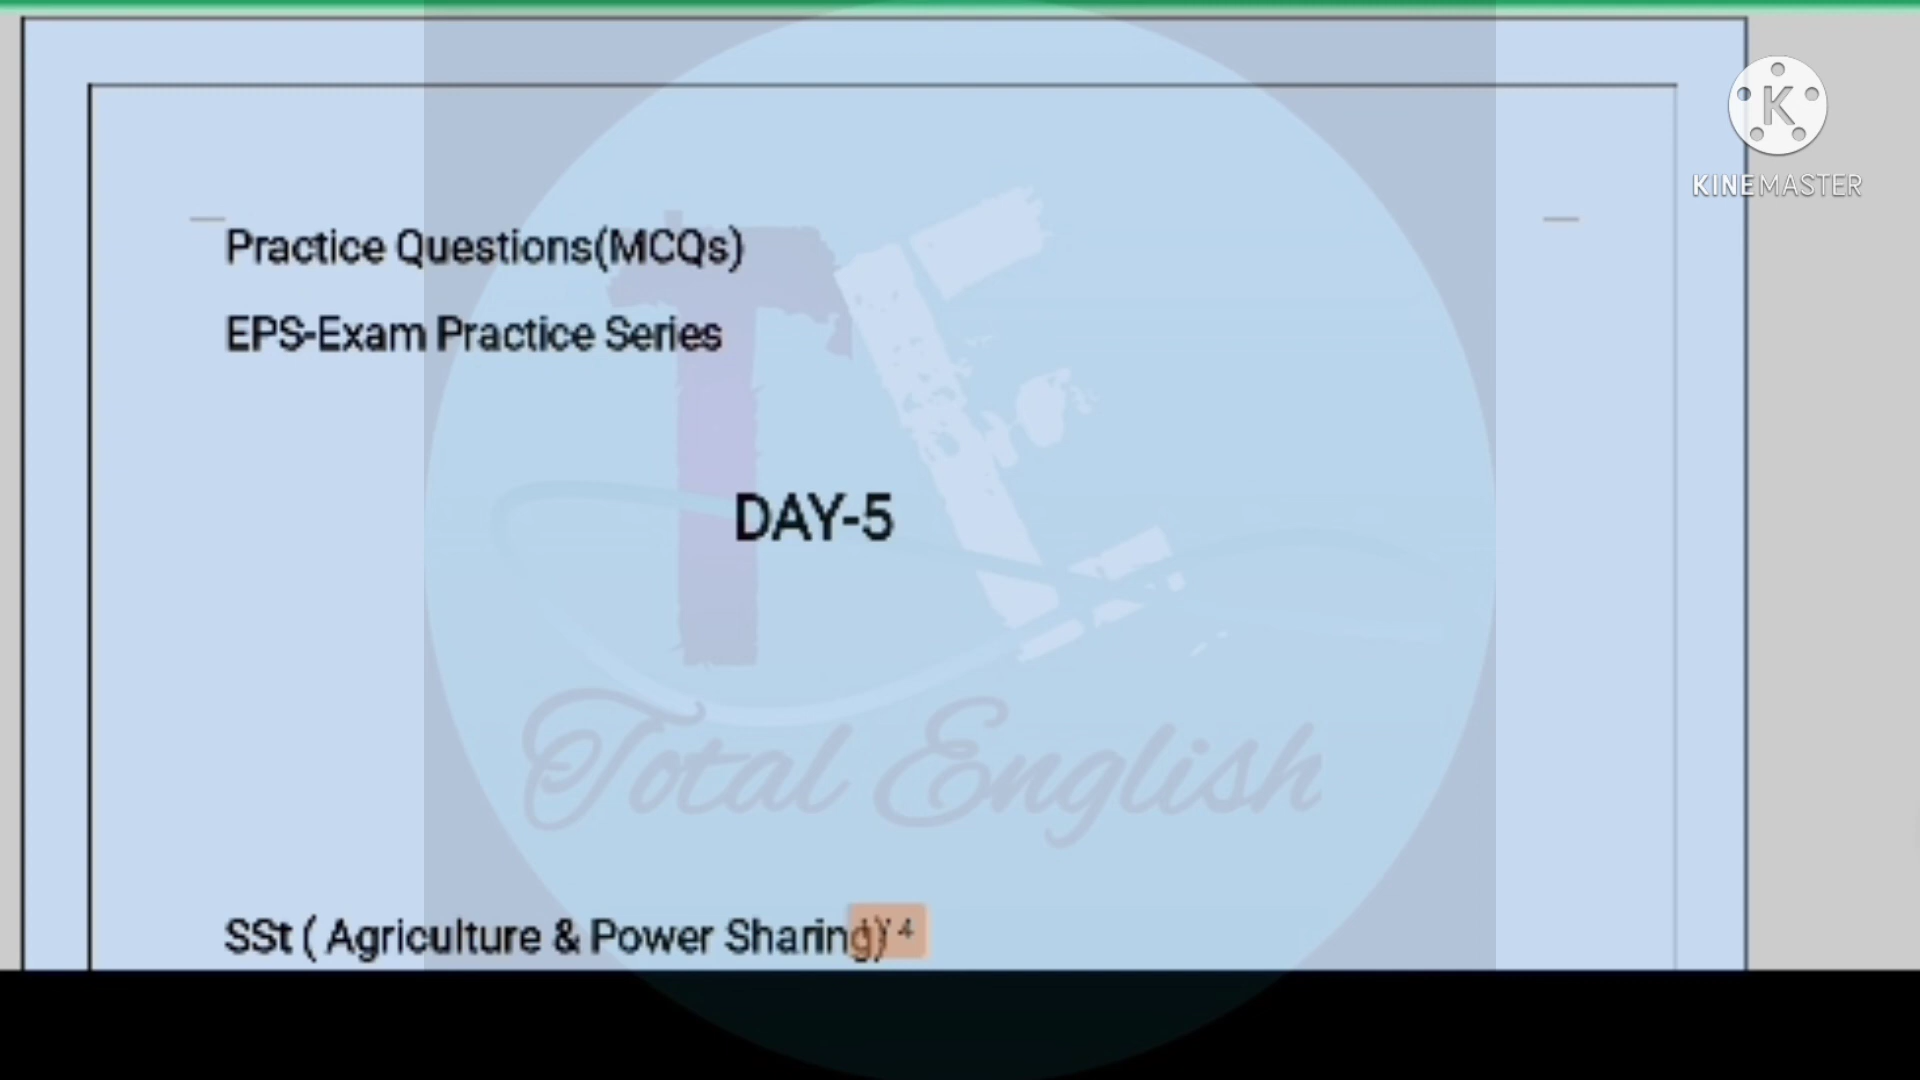 KINEMASTER
Practice Questions(MCQs)
EPS-Exam Practice Series
DAY-5
Total English
SSt ( Agriculture & Power Sharing)